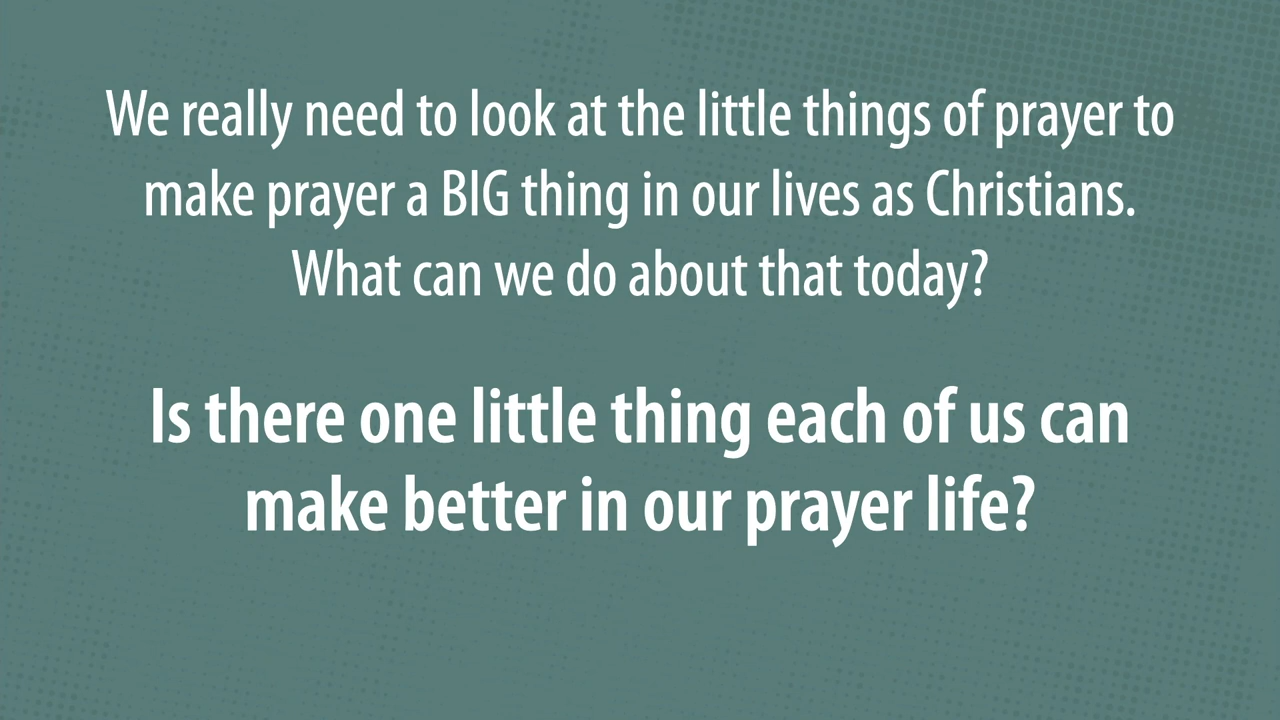 We really need to look at the little things of prayer to
make prayer a BIG thing in our lives as Christians.
What can we do about that today?
Is there one little thing each of us can
make better in our prayer life?